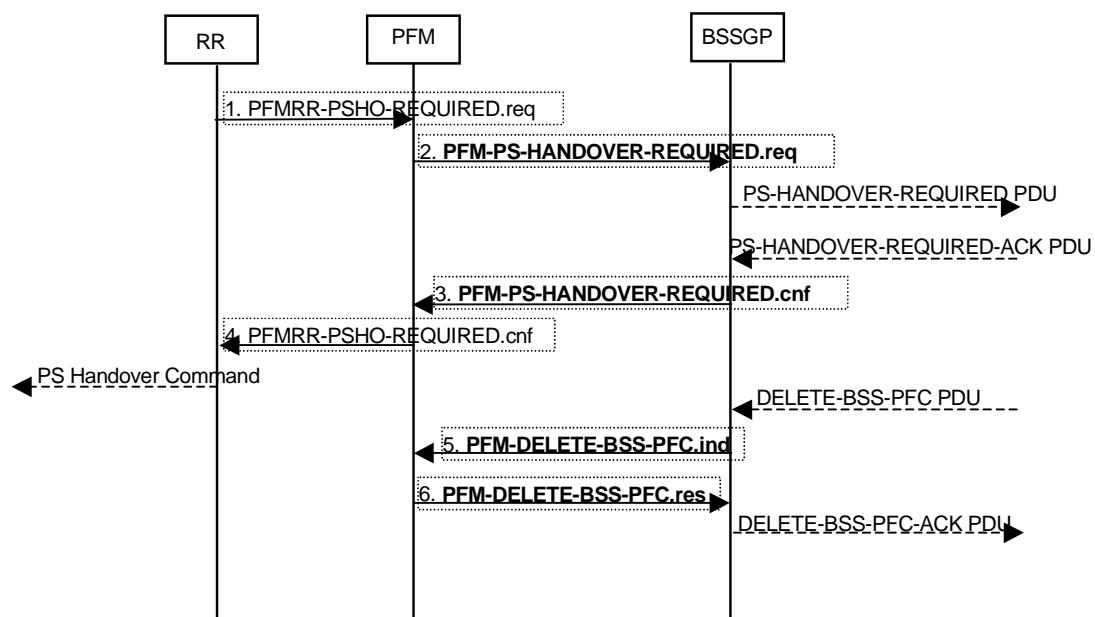 RR
PFM
BSSGP
1. PFMRR-PSHO-REQUIRED.req
2. PFM-PS-HANDOVER-REQUIRED.req
PS-HANDOVER-REQUIRED PDU
PS-HANDOVER-REQUIRED-ACK PDU
3. PFM-PS-HANDOVER-REQUIRED.cnf
4. PFMRR-PSHO-REQUIRED.cnf
PS Handover Command
DELETE-BSS-PFC PDU
5. PFM-DELETE-BSS-PFC.ind
6. PFM-DELETE-BSS-PFC.res
DELETE-BSS-PFC-ACK PDU